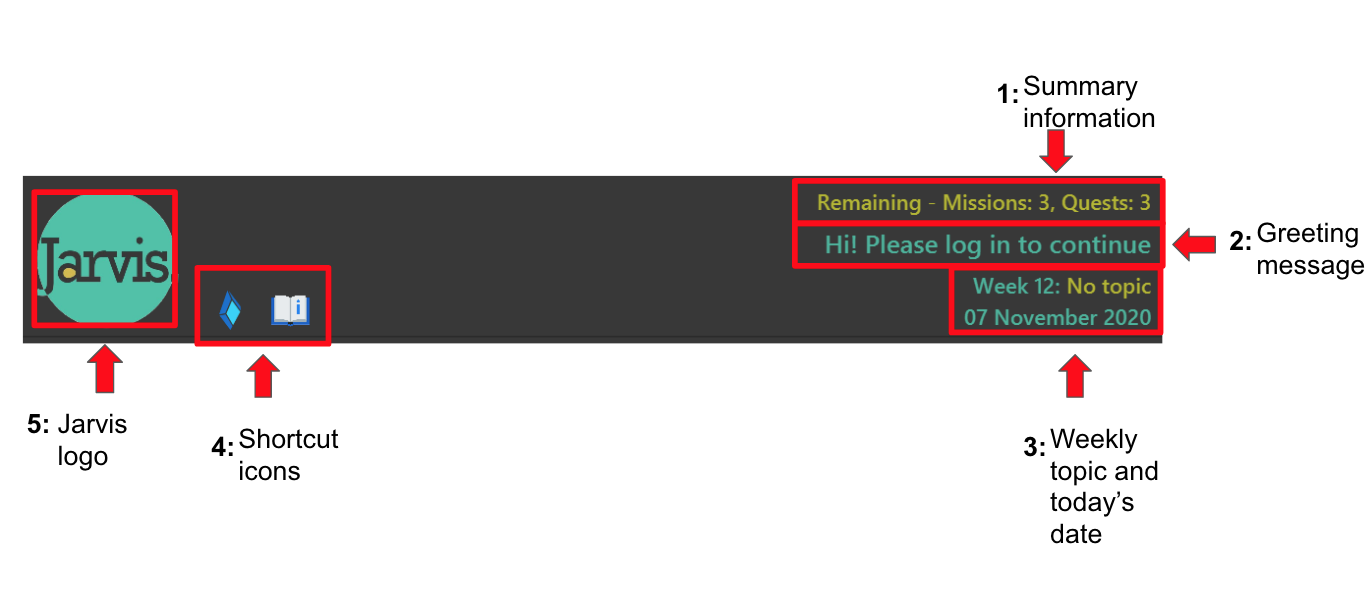 1: Summary
information
Remaining - Missions: 3, Quests: 3
Hi! Please log in to continue
2: Greeting
message
Week 12: No topic
07 November 2020
Jarvis
i
5: Jarvis
logo
4: Shortcut
icons
3: Weekly
topic and
today’s
date